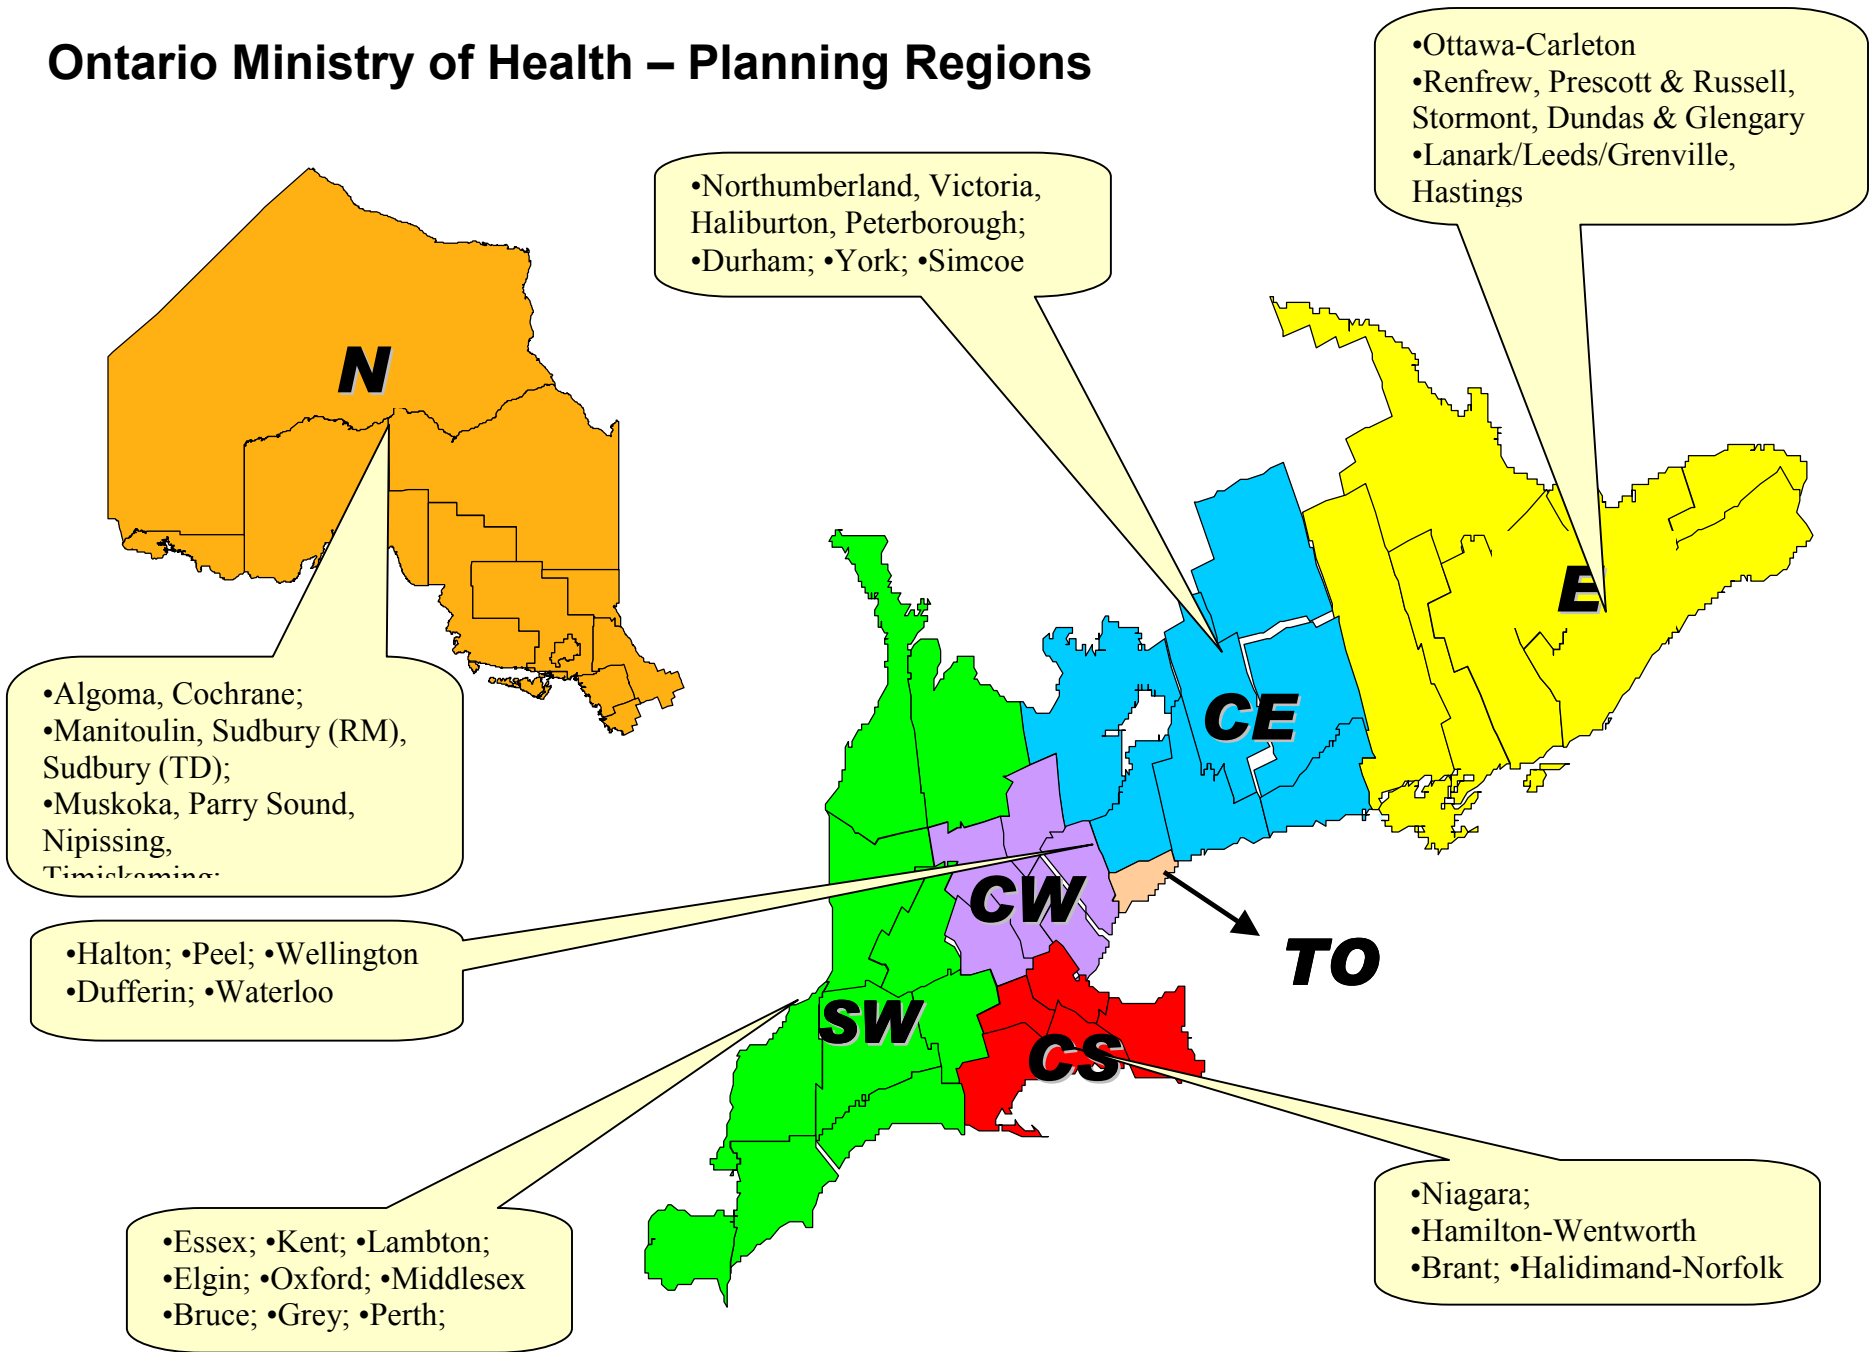 Ontario Ministry of Health – Planning Regions
•Ottawa-Carleton
•Renfrew, Prescott & Russell,
Stormont, Dundas & Glengary
•Lanark/Leeds/Grenville,
Hastings
•Northumberland, Victoria,
Haliburton, Peterborough;
•Durham; •York; •Simcoe
N
E
•Algoma, Cochrane;
•Manitoulin, Sudbury (RM),
Sudbury (TD);
•Muskoka, Parry Sound,
Nipissing,
Timiskaming;
CE
CW
TO
•Halton; •Peel; •Wellington
•Dufferin; •Waterloo
SW
CS
•Essex; •Kent; •Lambton;
•Elgin; •Oxford; •Middlesex
•Bruce; •Grey; •Perth;
•Niagara;
•Hamilton-Wentworth
•Brant; •Halidimand-Norfolk